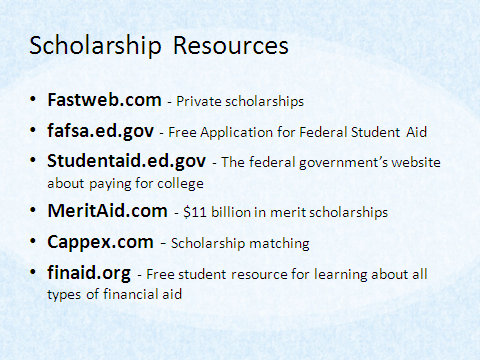 Scholarship Resources
• Fastweb.com - Private scholarships
• fafsa.ed.gov - Free Application for Federal Student Aid
• Studentaid.ed.gov - The federal government's website
about paying for college
• MeritAid.com - $11 billion in merit scholarships
• Cappex.com - Scholarship matching
• finaid.org - Free student resource for learning about all
types of financial aid